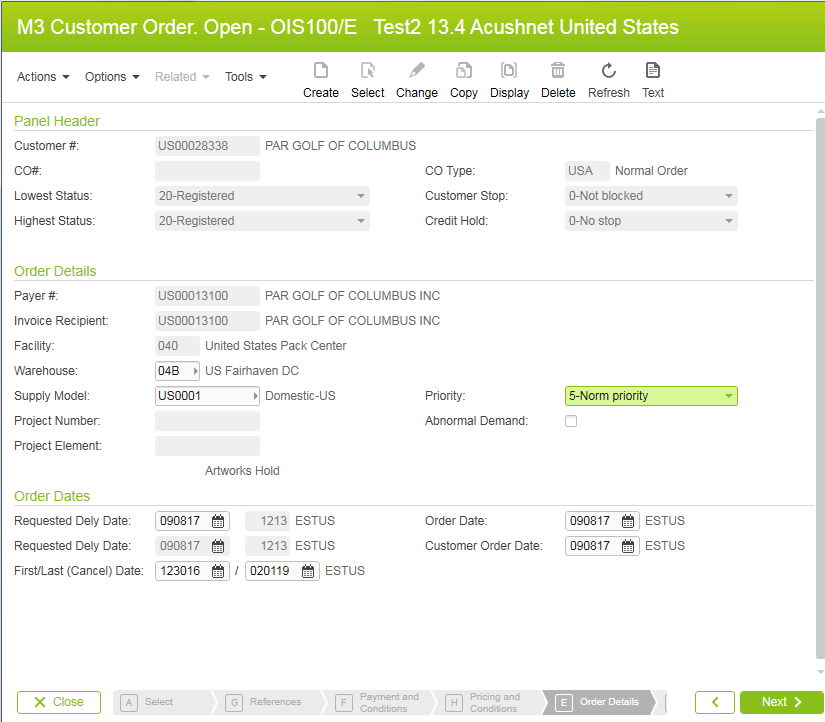 M3 Customer Order. Open - OIS100/E Test2 13.4 Acushnet United States
Actions Options Related Tools Create Select Change Copy Display Delete Refresh Text
Panel Header
Customer #: US00028338 PAR GOLF OF COLUMBUS
CO#: CO Type: USA Normal Order
Lowest Status: 20-Registered Customer Stop: 0-Not blocked
Highest Status: 20-Registered Credit Hold: 0-No stop
Order Details
Payer #: US00013100 PAR GOLF OF COLUMBUS INC
Invoice Recipient: US00013100 PAR GOLF OF COLUMBUS INC
Facility: 040 United States Pack Center
Warehouse: 04B US Fairhaven DC
Supply Model: US0001 Domestic-US Priority: 5-Norm priority
Project Number: Abnormal Demand:
Project Element:
Artworks Hold
Order Dates
Requested Dely Date: 090817 1213 ESTUS Order Date: 090817 ESTUS
Requested Dely Date: 090817 1213 ESTUS Customer Order Date: 090817 ESTUS
First/Last (Cancel) Date: 123016 / 020119 ESTUS
Close A Select G References F Payment and Conditions H Pricing and Conditions E Order Details Next